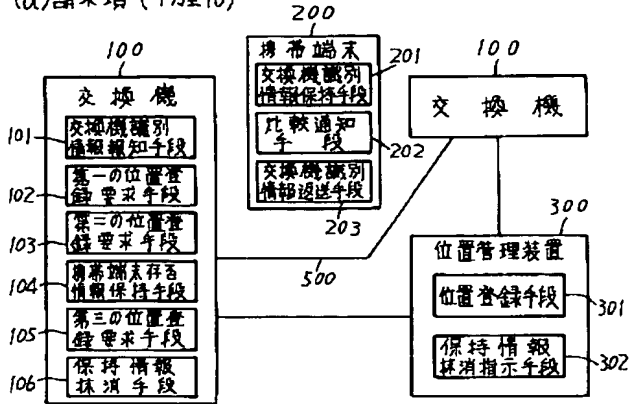 200
携帯端末
201
交換機識別
情報保持手段
比較通知
手段
202
交換機識別
情報返送手段
203
100
交換機
101
交換機識別
情報報知手段
102
第一の位置登
録要求手段
103
第二の位置登
録要求手段
104
携帯端末存否
情報保持手段
105
第三の位置登
録要求手段
106
保持情報
抹消手段
100
交換機
500
300
位置管理装置
位置登録手段
301
保持情報
抹消指示手段
302